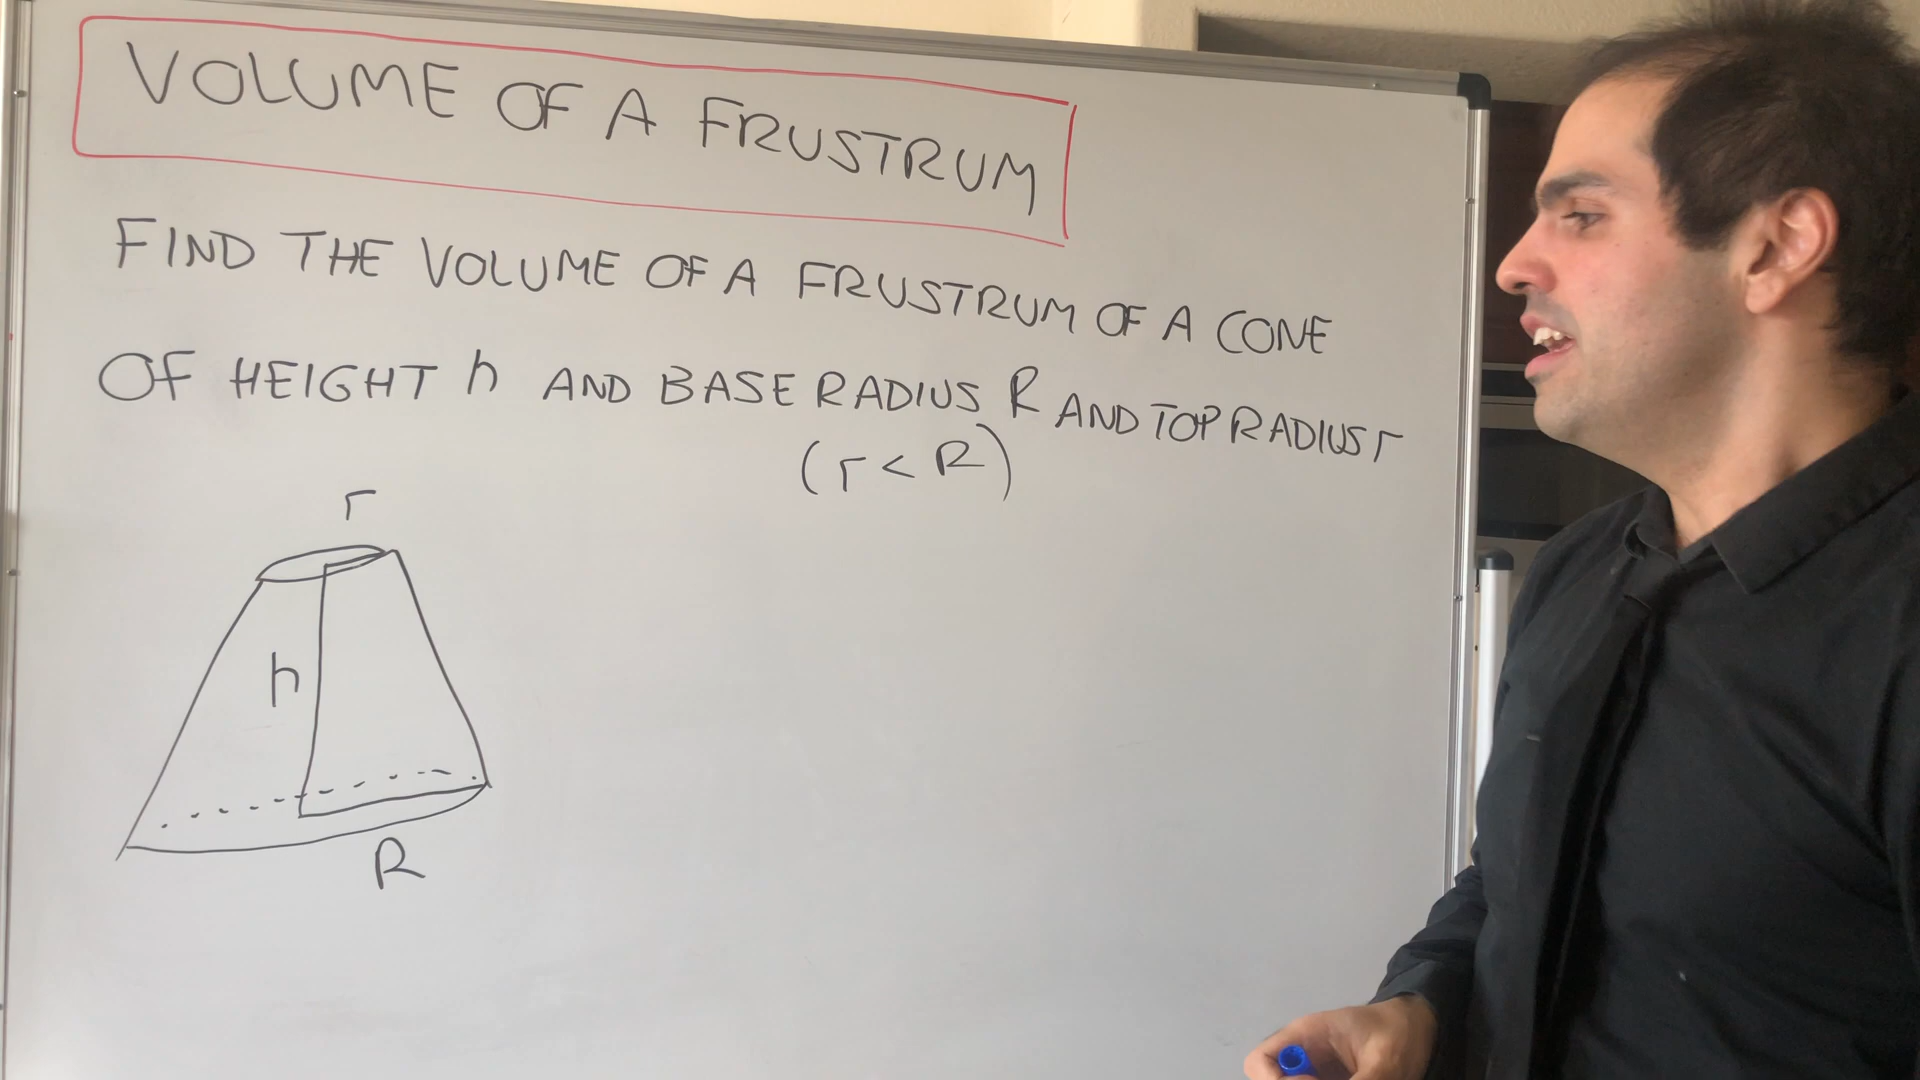 VOLUME OF A FRUSTRUM
FIND THE VOLUME OF A FRUSTRUM OF A CONE
OF HEIGHT h AND BASE RADIUS R AND TOP RADIUS r
(r < R)
r
h
R